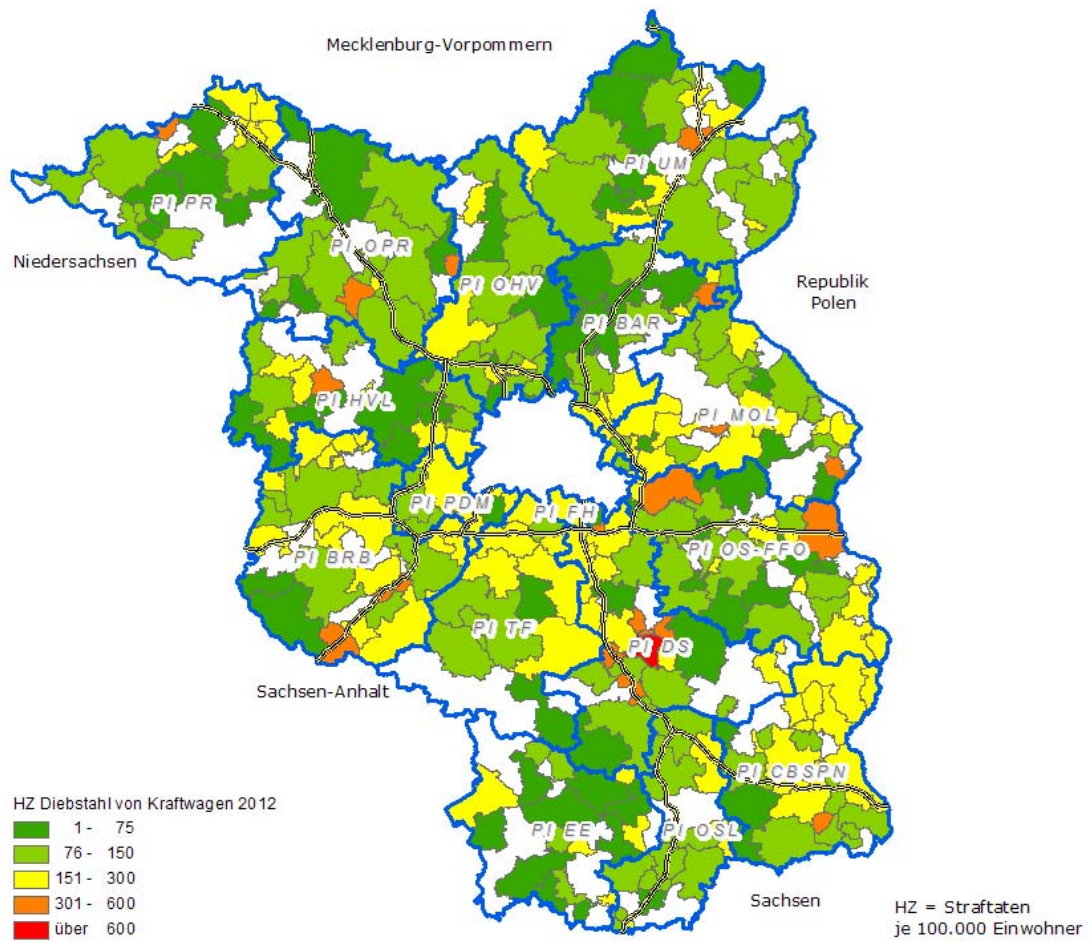 Mecklenburg-Vorpommern
PI UM
PI PR
PI OPR
Niedersachsen
PI OHV
Republik
Polen
PI BAR
PI HVL
PI MOL
PI PDM
PI FH
PI OS-FFO
PI BRB
PI TF
PI DS
Sachsen-Anhalt
PI CBSPN
HZ Diebstahl von Kraftwagen 2012
1 - 75
76 - 150
151 - 300
301 - 600
über 600
PI EE
PI OSL
Sachsen
HZ = Straftaten
je 100.000 Einwohner